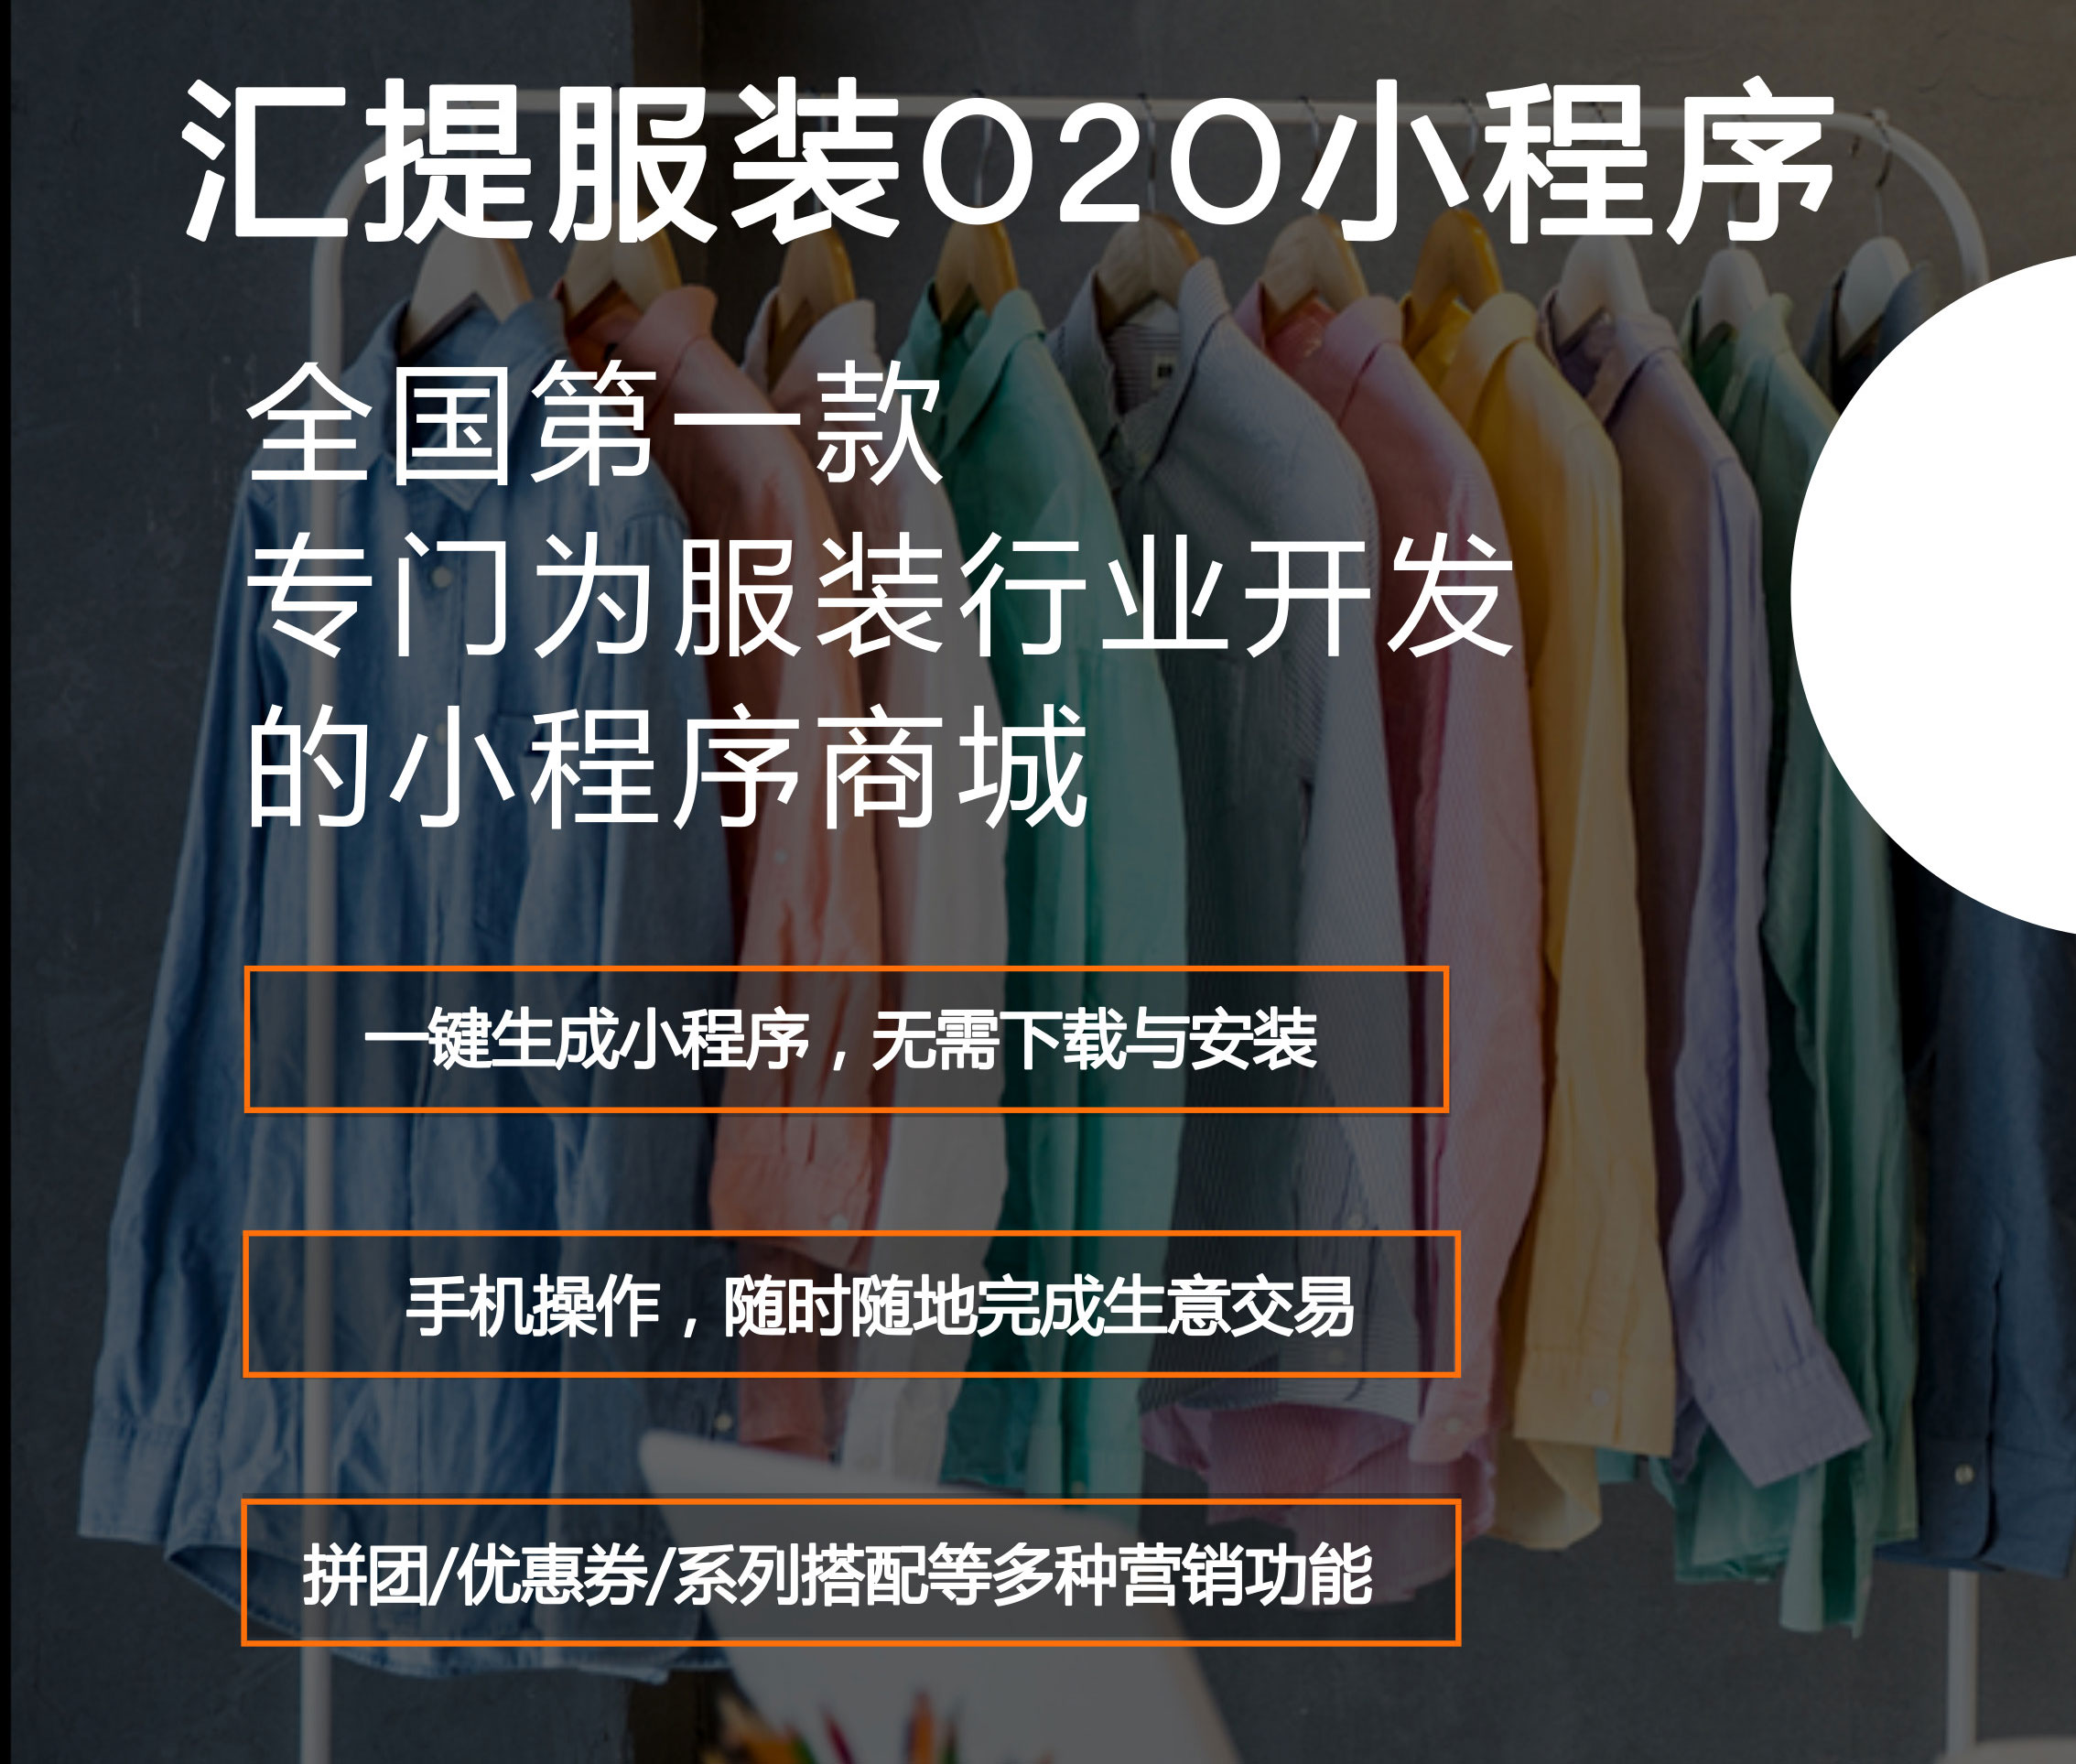 汇提服装O2O小程序
全国第一款
专门为服装行业开发
的小程序商城
一键生成小程序，无需下载与安装
手机操作，随时随地完成生意交易
拼团/优惠券/系列搭配等多种营销功能